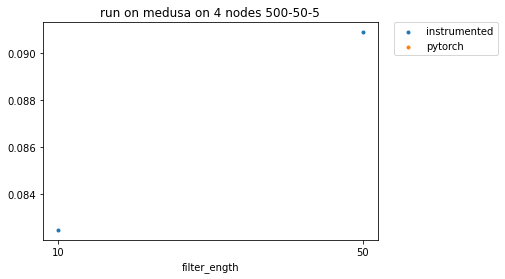 run on medusa on 4 nodes 500-50-5
instrumented
pytorch
0.090
0.088
0.086
0.084
10
50
filter_ength